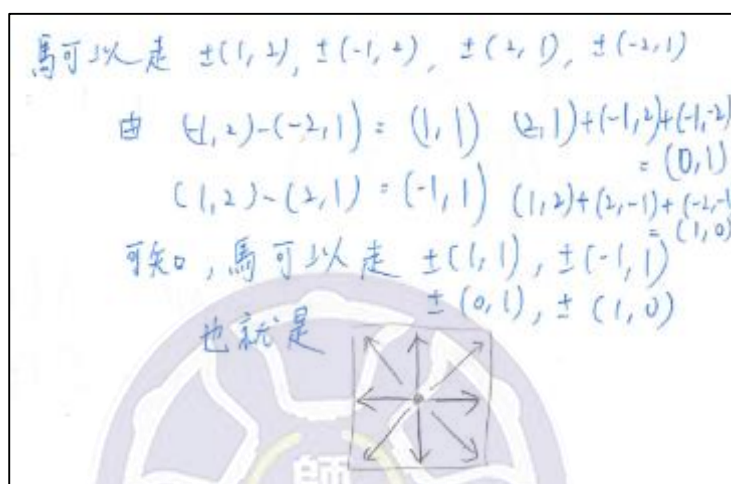 馬可以走 ±(1,2), ±(-1,2), ±(2,1), ±(-2,1)
由 (-1,2)-(-2,1)=(1,1) (2,1)+(-1,2)+(-1,-2)
=(0,1)
(1,2)-(2,1)=(-1,1) (1,2)+(2,-1)+(-2,-1
=(1,0)
可知,馬可以走 ±(1,1), ±(-1,1)
±(0,1), ±(1,0)
也就是
師